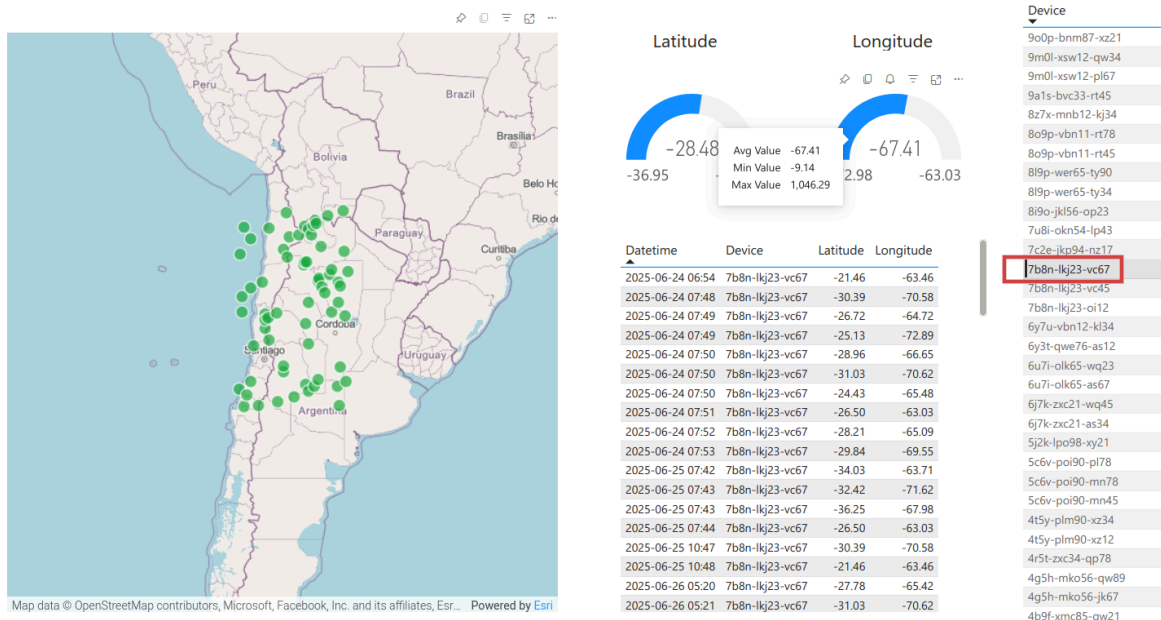 Peru
Brazil
Brasília
Bolivia
Belo Ho
Rio de
Paraguay
Curitiba
Cordoba
Santiago
Uruguay
Argentina
Map data © OpenStreetMap contributors, Microsoft, Facebook, Inc. and its affiliates, Esr... Powered by Esri
Latitude Longitude
-28.48
-36.95
-67.41
2.98 -63.03
Avg Value -67.41
Min Value -9.14
Max Value 1,046.29
Datetime Device Latitude Longitude
2025-06-24 06:54 7b8n-lkj23-vc67 -21.46 -63.46
2025-06-24 07:48 7b8n-lkj23-vc67 -30.39 -70.58
2025-06-24 07:49 7b8n-lkj23-vc67 -26.72 -64.72
2025-06-24 07:49 7b8n-lkj23-vc67 -25.13 -72.89
2025-06-24 07:50 7b8n-lkj23-vc67 -28.96 -66.65
2025-06-24 07:50 7b8n-lkj23-vc67 -31.03 -70.62
2025-06-24 07:50 7b8n-lkj23-vc67 -24.43 -65.48
2025-06-24 07:51 7b8n-lkj23-vc67 -26.50 -63.03
2025-06-24 07:52 7b8n-lkj23-vc67 -28.21 -65.09
2025-06-24 07:53 7b8n-lkj23-vc67 -29.84 -69.55
2025-06-25 07:42 7b8n-lkj23-vc67 -34.03 -63.71
2025-06-25 07:43 7b8n-lkj23-vc67 -32.42 -71.62
2025-06-25 07:43 7b8n-lkj23-vc67 -36.25 -67.98
2025-06-25 07:44 7b8n-lkj23-vc67 -26.50 -63.03
2025-06-25 10:47 7b8n-lkj23-vc67 -30.39 -70.58
2025-06-25 10:48 7b8n-lkj23-vc67 -21.46 -63.46
2025-06-26 05:20 7b8n-lkj23-vc67 -27.78 -65.42
2025-06-26 05:21 7b8n-lkj23-vc67 -31.03 -70.62
Device
9o0p-bnm87-xz21
9m0l-xsw12-qw34
9m0l-xsw12-pl67
9a1s-bvc33-rt45
8z7x-mnb12-kj34
8o9p-vbn11-rt78
8o9p-vbn11-rt45
8l9p-wer65-ty90
8l9p-wer65-ty34
8i9o-jkl56-op23
7u8i-okn54-lp43
7c2e-jkp94-nz17
7b8n-lkj23-vc67
7b8n-lkj23-vc45
7b8n-lkj23-oi12
6y7u-vbn12-kl34
6y3t-qwe76-as12
6u7i-olk65-wq23
6u7i-olk65-as67
6j7k-zxc21-wq45
6j7k-zxc21-as34
5j2k-lpo98-xy21
5c6v-poi90-pl78
5c6v-poi90-mn78
5c6v-poi90-mn45
4t5y-plm90-xz34
4t5y-plm90-xz12
4r5t-zxc34-qp78
4g5h-mko56-qw89
4g5h-mko56-jk67
4b9f-xmc85-qw21